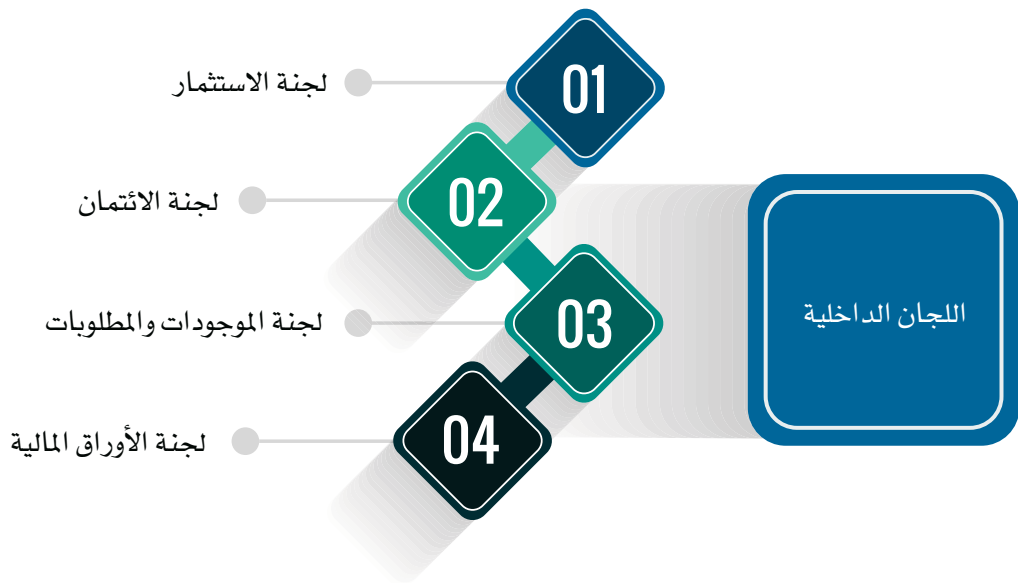 اللجان الداخلية
01
لجنة الاستثمار
02
لجنة الائتمان
03
لجنة الموجودات والمطلوبات
04
لجنة الأوراق المالية